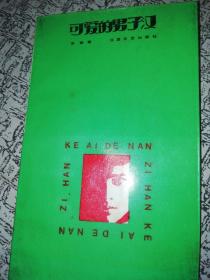 可爱的男子汉
KE AI DE NAN
ZI HAN KE
AI DE NAN
ZI. HAN